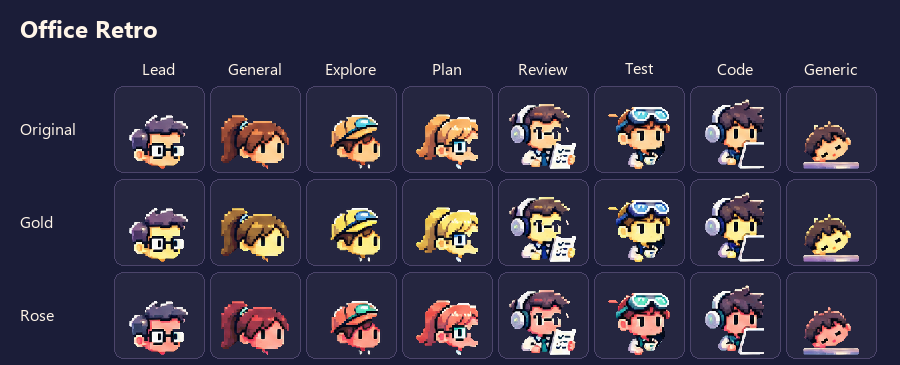 Office Retro
Lead General Explore Plan Review Test Code Generic
Original
Gold
Rose